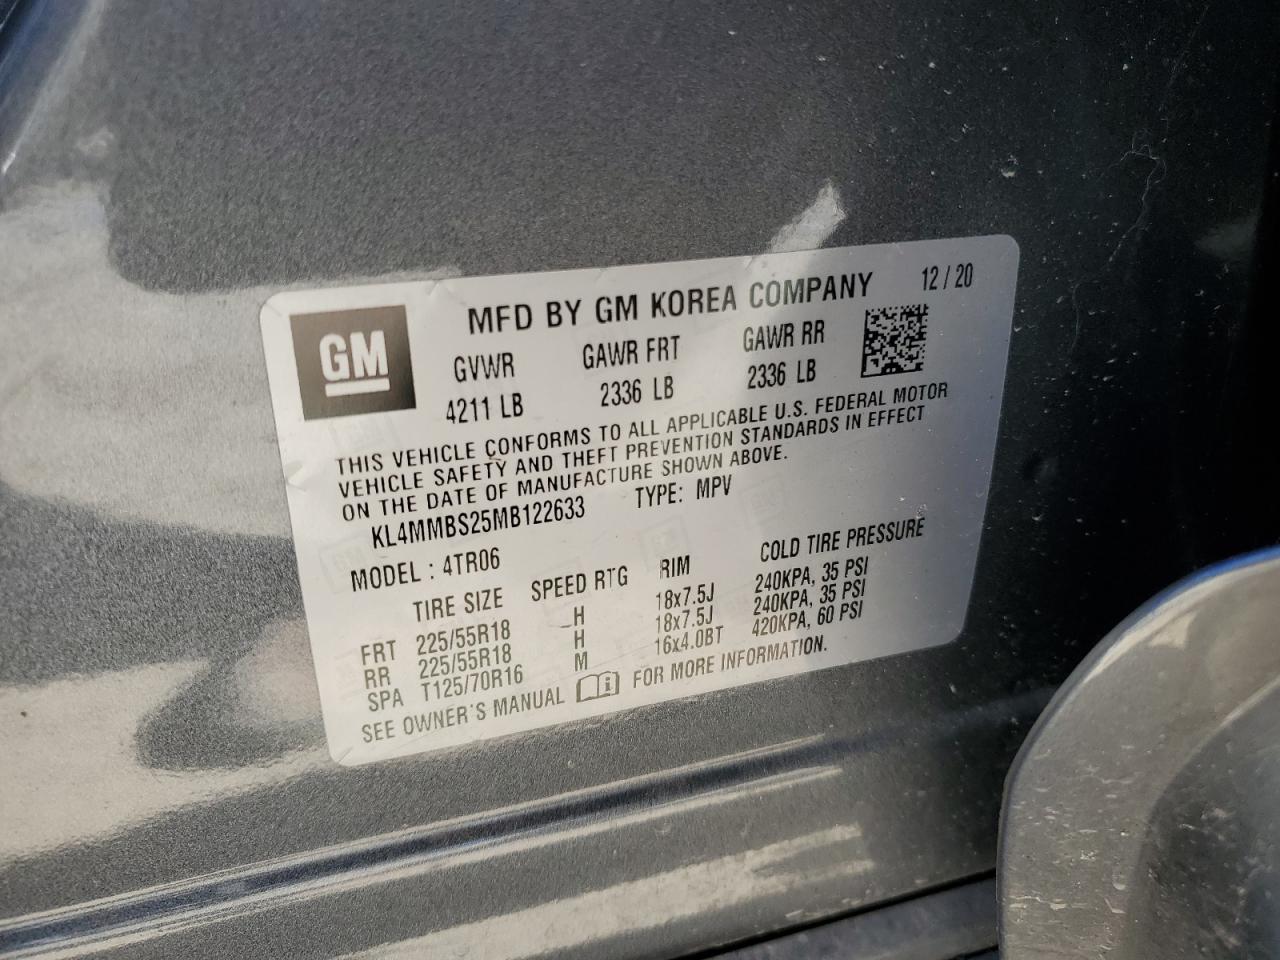 MFD BY GM KOREA COMPANY 12/20
GM
GVWR GAWR FRT GAWR RR
4211 LB 2336 LB 2336 LB
THIS VEHICLE CONFORMS TO ALL APPLICABLE U.S. FEDERAL MOTOR
VEHICLE SAFETY AND THEFT PREVENTION STANDARDS IN EFFECT
ON THE DATE OF MANUFACTURE SHOWN ABOVE.
KL4MMBS25MB122633 TYPE: MPV
MODEL : 4TR06
TIRE SIZE SPEED RTG RIM COLD TIRE PRESSURE
FRT 225/55R18 H 18x7.5J 240KPA, 35 PSI
RR 225/55R18 H 18x7.5J 240KPA, 35 PSI
SPA T125/70R16 M 16x4.0BT 420KPA, 60 PSI
SEE OWNER'S MANUAL i FOR MORE INFORMATION.